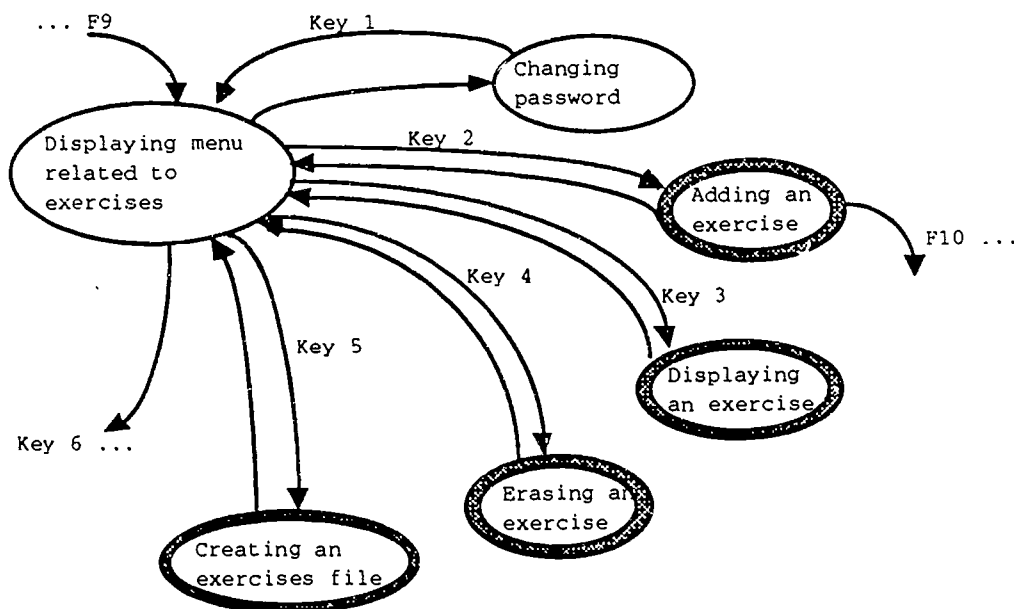 ... F9
Key 1
Changing
password
Displaying menu
related to
exercises
Key 2
Adding an
exercise
F10 ...
Key 4
Key 3
Key 5
Displaying
an exercise
Key 6 ...
Erasing an
exercise
Creating an
exercises file